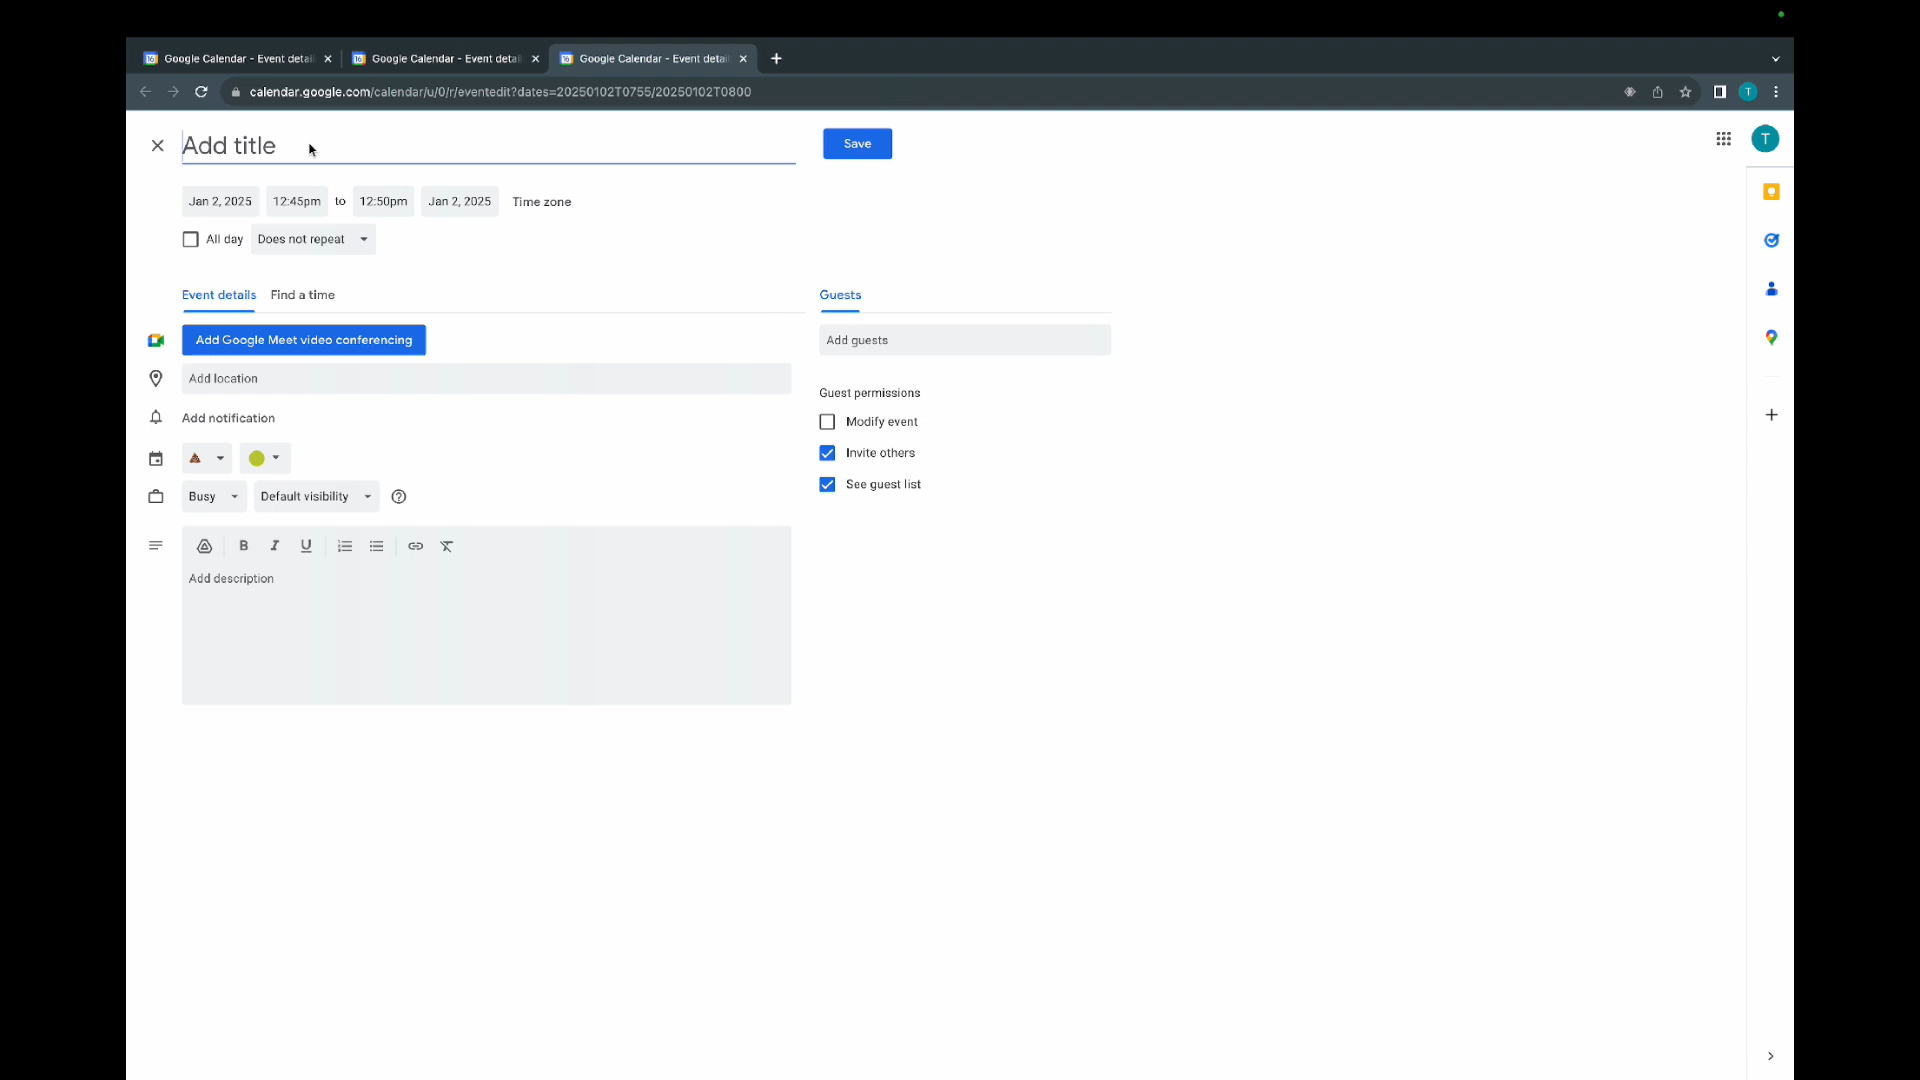 Google Calendar - Event detai
Google Calendar - Event detai
Google Calendar - Event detai
calendar.google.com/calendar/u/0/r/eventedit?dates=20250102T0755/20250102T0800
T
Add title
Save
T
Jan 2, 2025 12:45pm to 12:50pm Jan 2, 2025 Time zone
All day Does not repeat
Event details Find a time
Guests
Add Google Meet video conferencing
Add guests
Add location
Guest permissions
Add notification
Modify event
Invite others
See guest list
Busy Default visibility
B I U
Add description